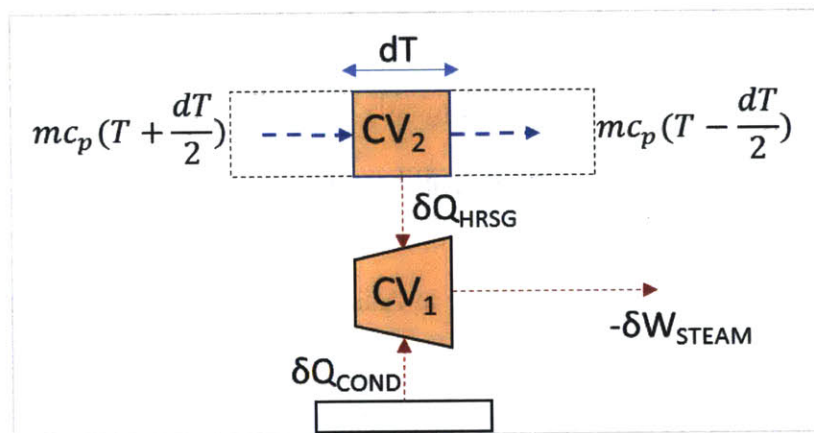 dT
mc_p(T + dT/2)
CV₂
mc_p(T − dT/2)
δQ_HRSG
CV₁
-δW_STEAM
δQ_COND